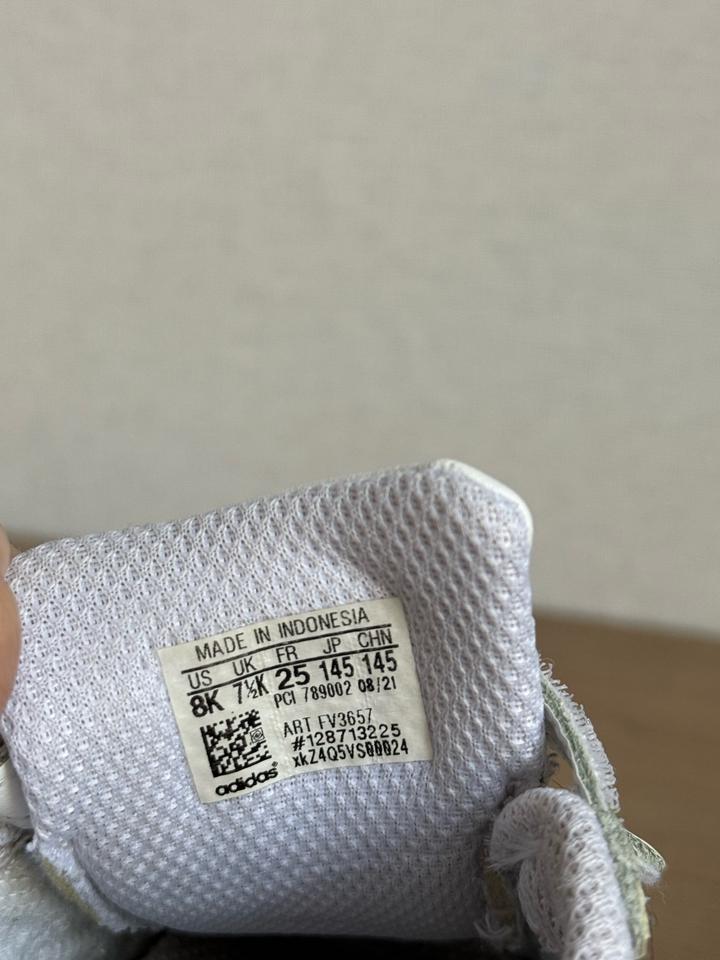 MADE IN INDONESIA
US UK FR JP CHN
8K 7½K 25 145 145
PCI 789002 08/21
ART FV3657
#128713225
xkZ4Q5VS00024
adidas®